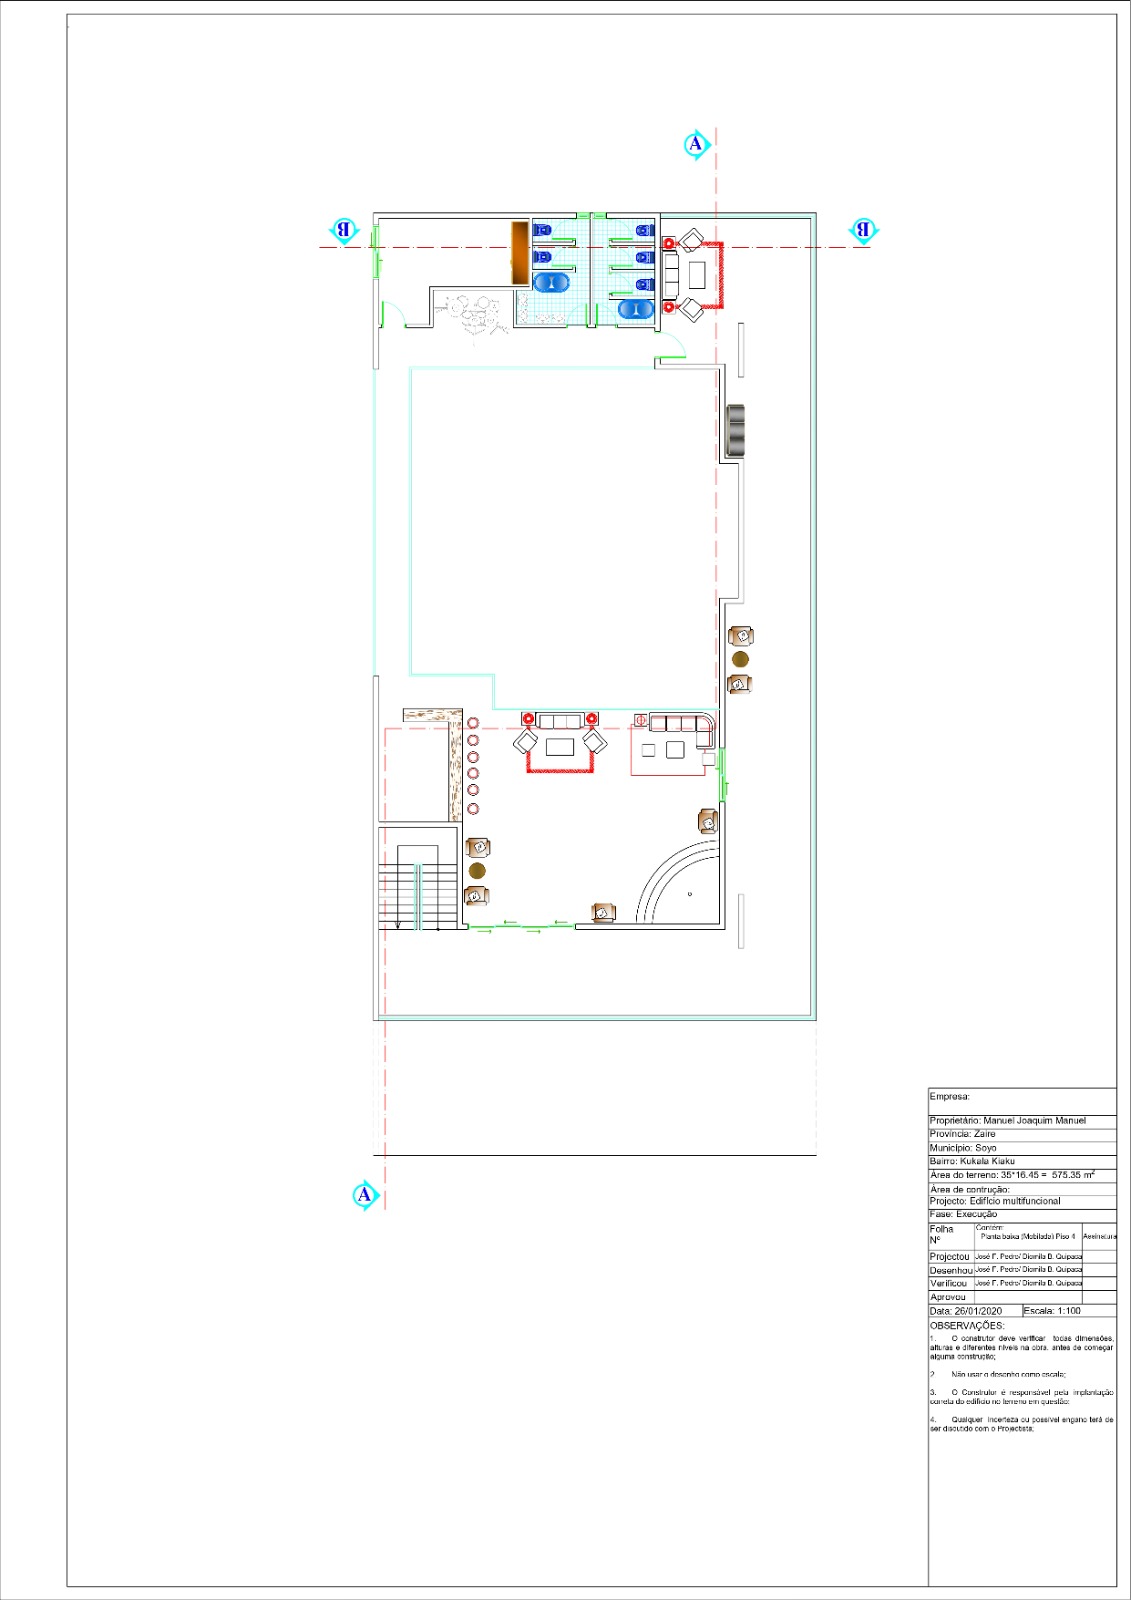 A
B
B
A
Empresa:
Proprietário: Manuel Joaquim Manuel
Província: Zaire
Município: Soyo
Bairro: Kukala Kiaku
Área do terreno: 35*16.45 = 575.35 m²
Área de contrução:
Projecto: Edifício multifuncional
Fase: Execução
Folha Nº
Contém:
Planta baixa (Mobilada) Piso 4
Assinatura
Projectou José F. Pedro/ Diomila B. Quipaca
Desenhou José F. Pedro/ Diomila B. Quipaca
Verificou José F. Pedro/ Diomila B. Quipaca
Aprovou
Data: 26/01/2020 Escala: 1:100
OBSERVAÇÕES:
1. O construtor deve verificar todas dimensões,
alturas e diferentes níveis na obra, antes de começar
alguma construção;
2 Não usar o desenho como escala;
3. O Construtor é responsável pela implantação
correta do edifício no terreno em questão;
4. Qualquer incerteza ou possível engano terá de
ser discutido com o Projectista;